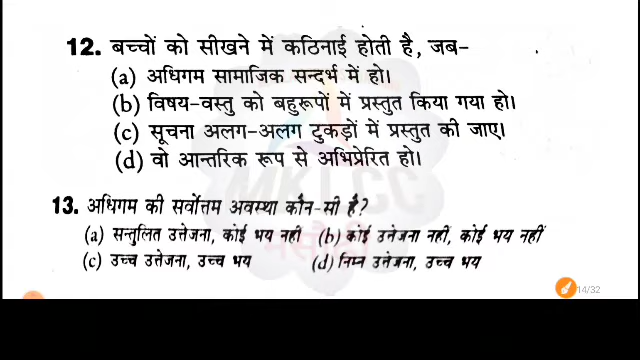 12. बच्चों को सीखने में कठिनाई होती है, जब-
(a) अधिगम सामाजिक सन्दर्भ में हो।
(b) विषय-वस्तु को बहुरूपों में प्रस्तुत किया गया हो।
(c) सूचना अलग-अलग टुकड़ों में प्रस्तुत की जाए।
(d) वो आन्तरिक रूप से अभिप्रेरित हो।
13. अधिगम की सर्वोत्तम अवस्था कौन-सी है?
(a) सन्तुलित उत्तेजना, कोई भय नहीं (b) कोई उत्तेजना नहीं, कोई भय नहीं
(c) उच्च उत्तेजना, उच्च भय (d) निम्न उत्तेजना, उच्च भय
14/32